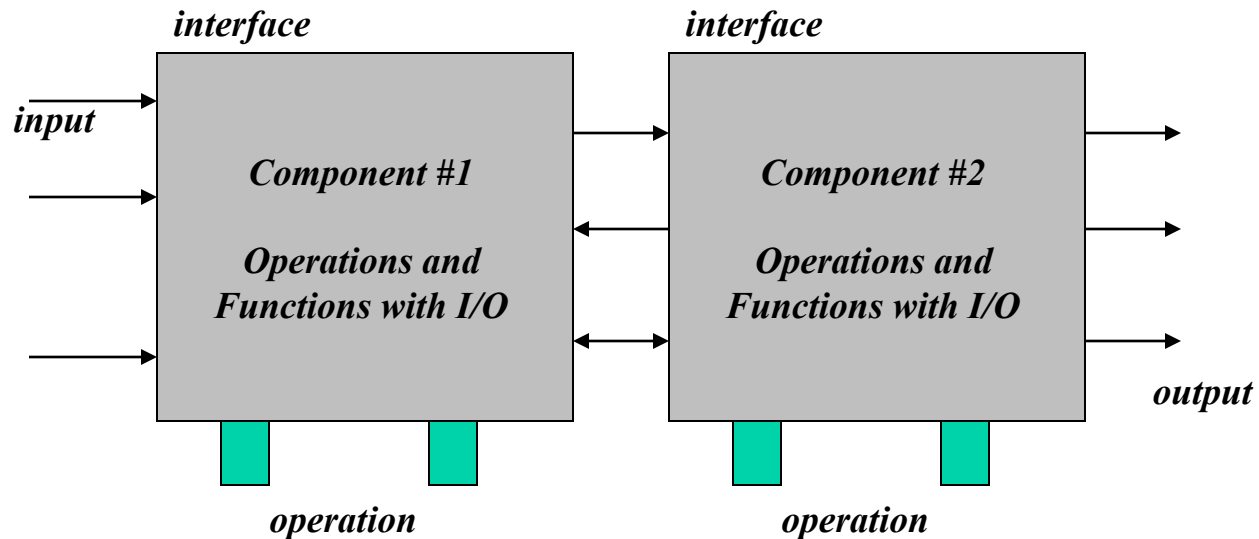 interface
interface
input
Component #1
Component #2
Operations and
Functions with I/O
Operations and
Functions with I/O
output
operation
operation